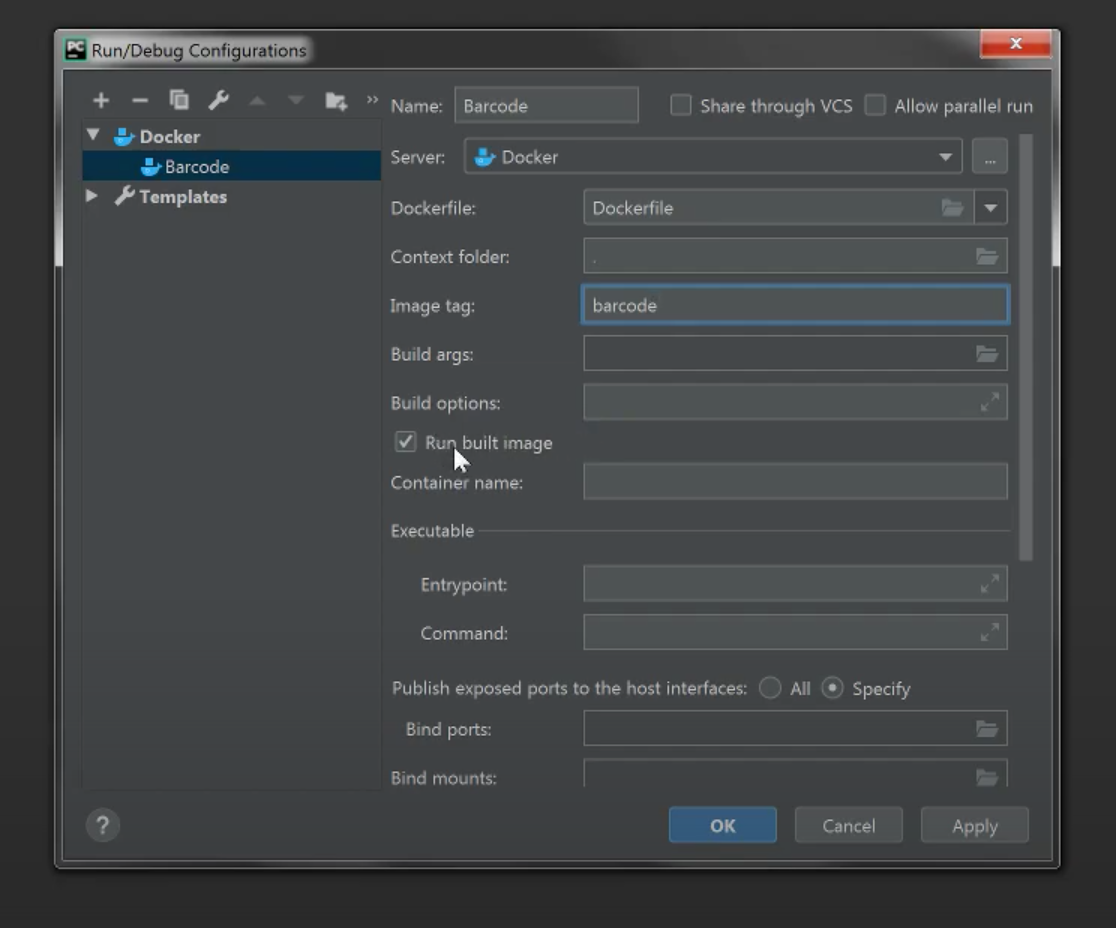 PC Run/Debug Configurations
Name: Barcode Share through VCS Allow parallel run
Docker
Barcode
Templates
Server: Docker ...
Dockerfile: Dockerfile
Context folder: .
Image tag: barcode
Build args:
Build options:
Run built image
Container name:
Executable
Entrypoint:
Command:
Publish exposed ports to the host interfaces: All Specify
Bind ports:
Bind mounts:
? OK Cancel Apply